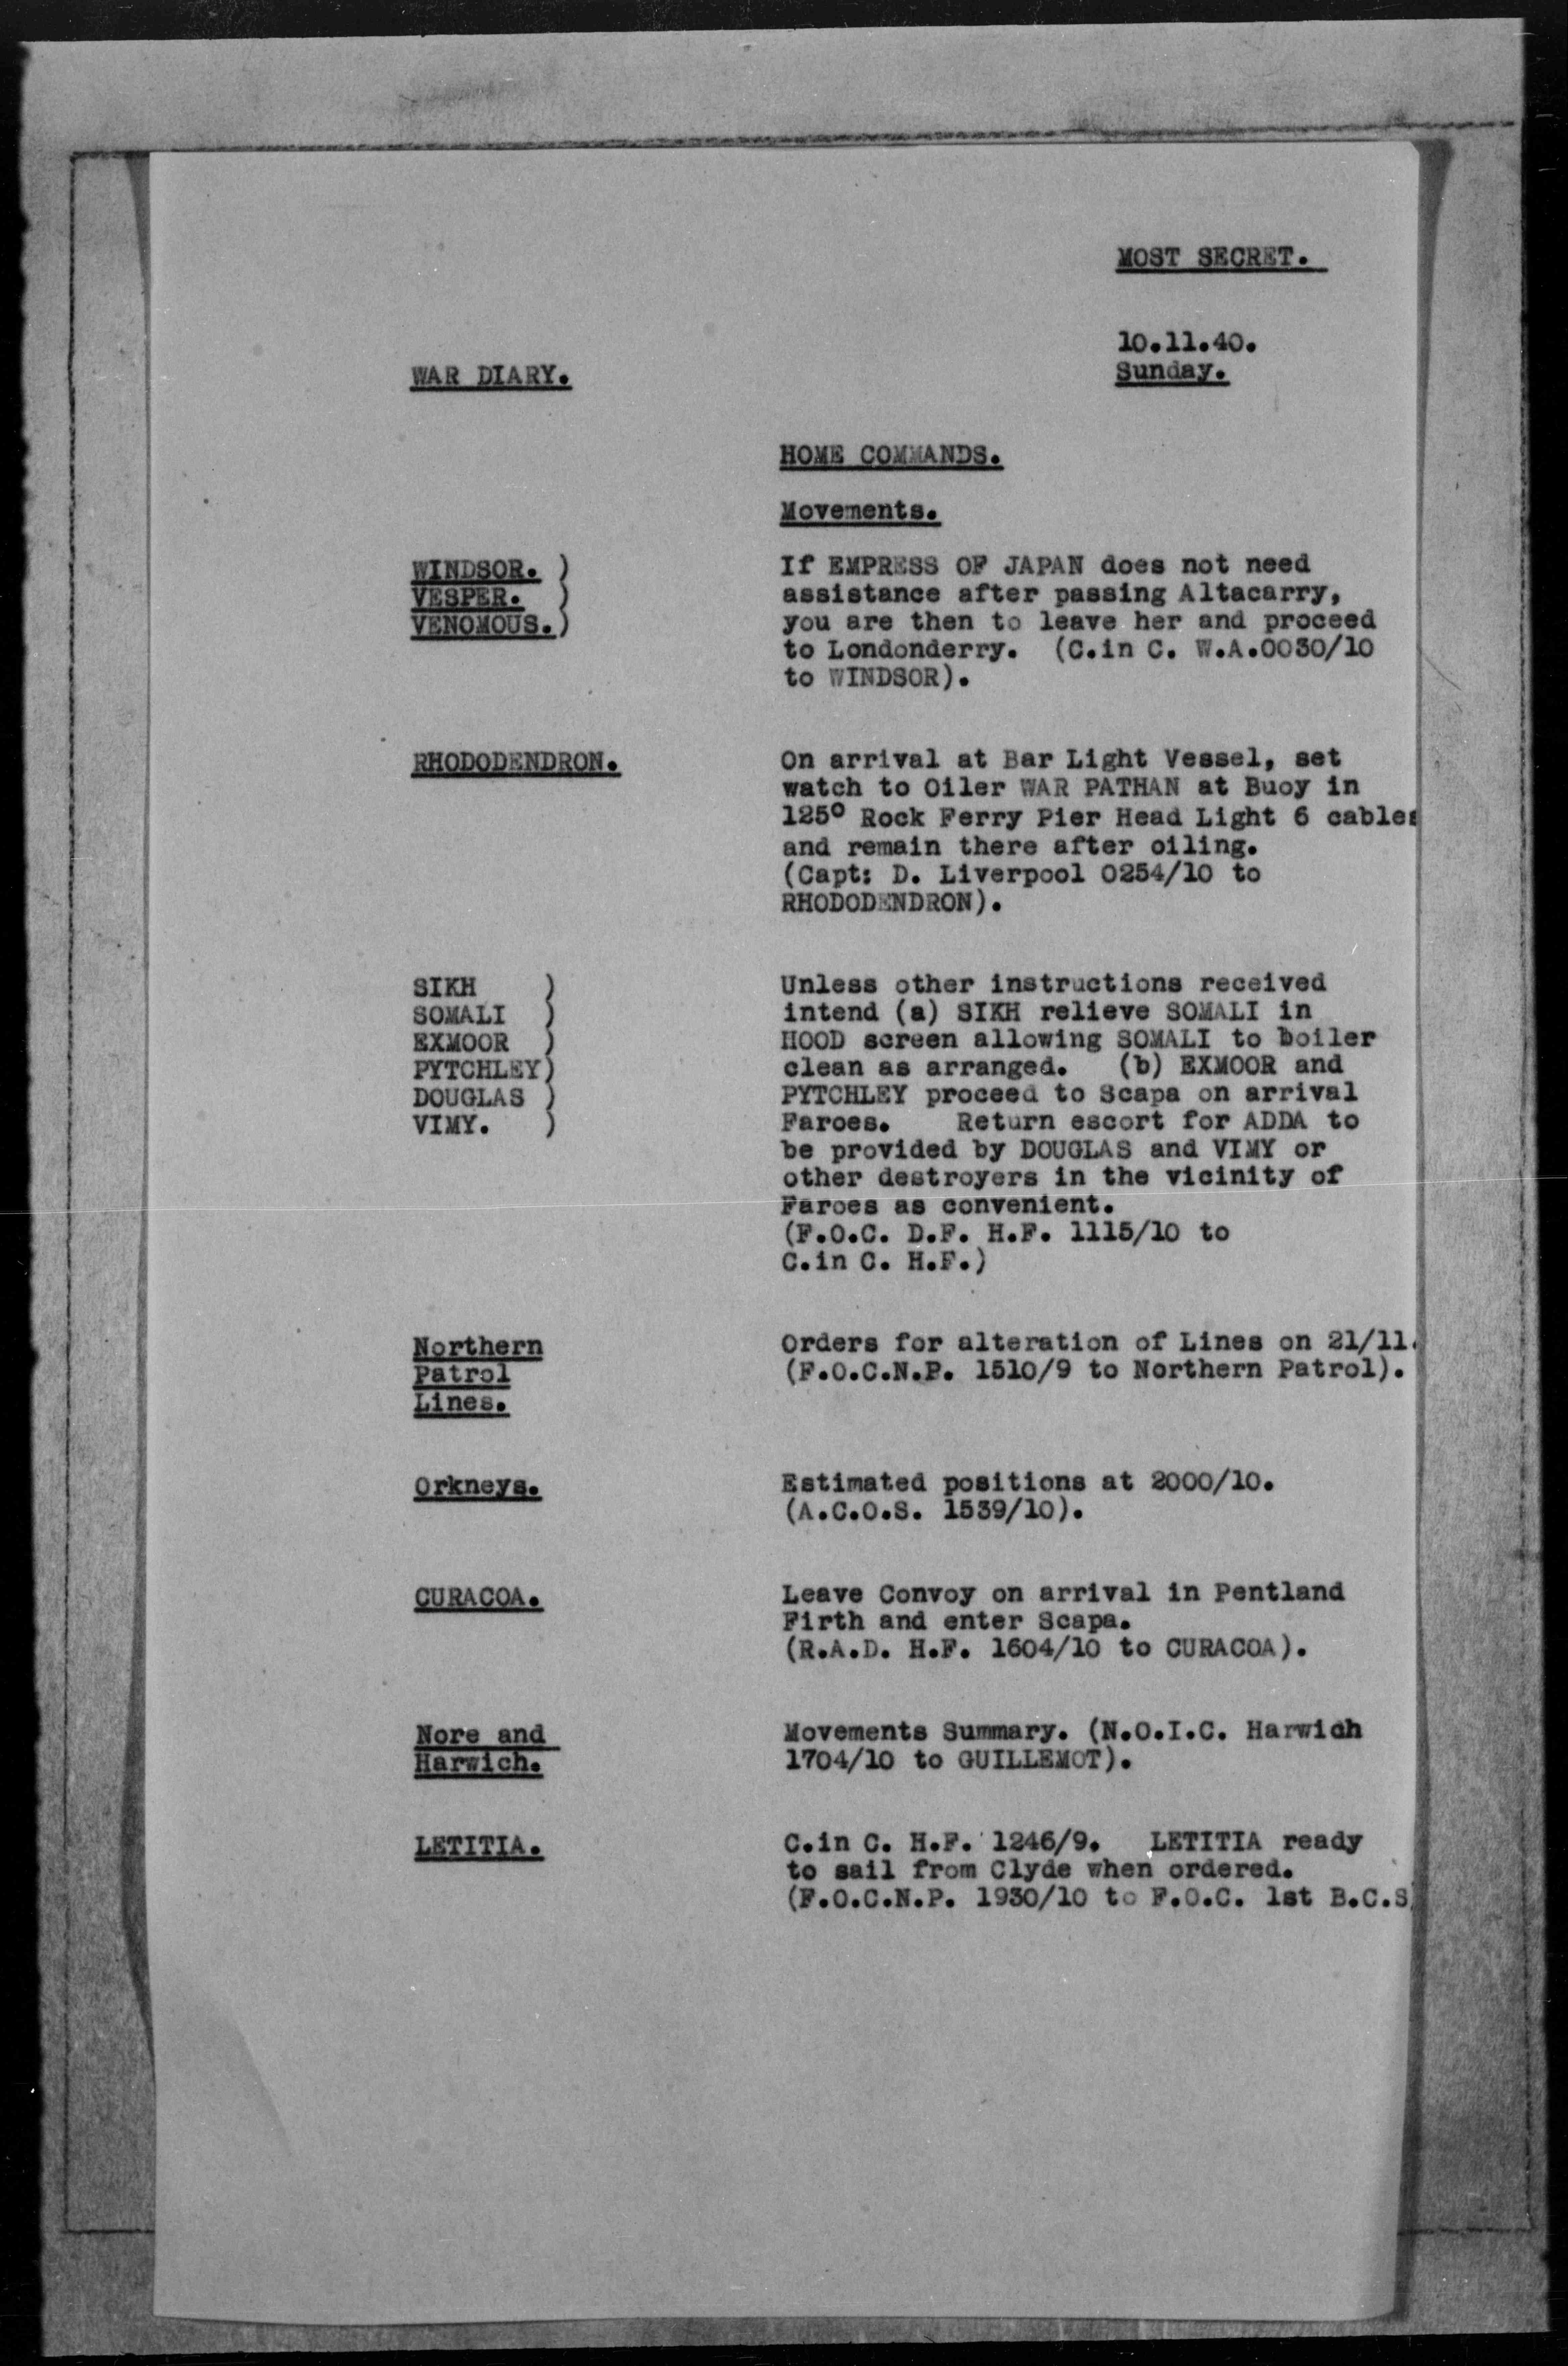 MOST SECRET.
10.11.40.
Sunday.
WAR DIARY.
HOME COMMANDS.
Movements.
WINDSOR. )
VESPER. )
VENOMOUS.)
If EMPRESS OF JAPAN does not need
assistance after passing Altacarry,
you are then to leave her and proceed
to Londonderry. (C.in C. W.A.0030/10
to WINDSOR).
RHODODENDRON.
On arrival at Bar Light Vessel, set
watch to Oiler WAR PATHAN at Buoy in
125° Rock Ferry Pier Head Light 6 cables
and remain there after oiling.
(Capt: D. Liverpool 0254/10 to
RHODODENDRON).
SIKH )
SOMALI )
EXMOOR )
PYTCHLEY)
DOUGLAS )
VIMY. )
Unless other instructions received
intend (a) SIKH relieve SOMALI in
HOOD screen allowing SOMALI to boiler
clean as arranged. (b) EXMOOR and
PYTCHLEY proceed to Scapa on arrival
Faroes. Return escort for ADDA to
be provided by DOUGLAS and VIMY or
other destroyers in the vicinity of
Faroes as convenient.
(F.O.C. D.F. H.F. 1115/10 to
C.in C. H.F.)
Northern
Patrol
Lines.
Orders for alteration of Lines on 21/11.
(F.O.C.N.P. 1510/9 to Northern Patrol).
Orkneys.
Estimated positions at 2000/10.
(A.C.O.S. 1539/10).
CURACOA.
Leave Convoy on arrival in Pentland
Firth and enter Scapa.
(R.A.D. H.F. 1604/10 to CURACOA).
Nore and
Harwich.
Movements Summary. (N.O.I.C. Harwich
1704/10 to GUILLEMOT).
LETITIA.
C.in C. H.F. 1246/9. LETITIA ready
to sail from Clyde when ordered.
(F.O.C.N.P. 1930/10 to F.O.C. 1st B.C.S)